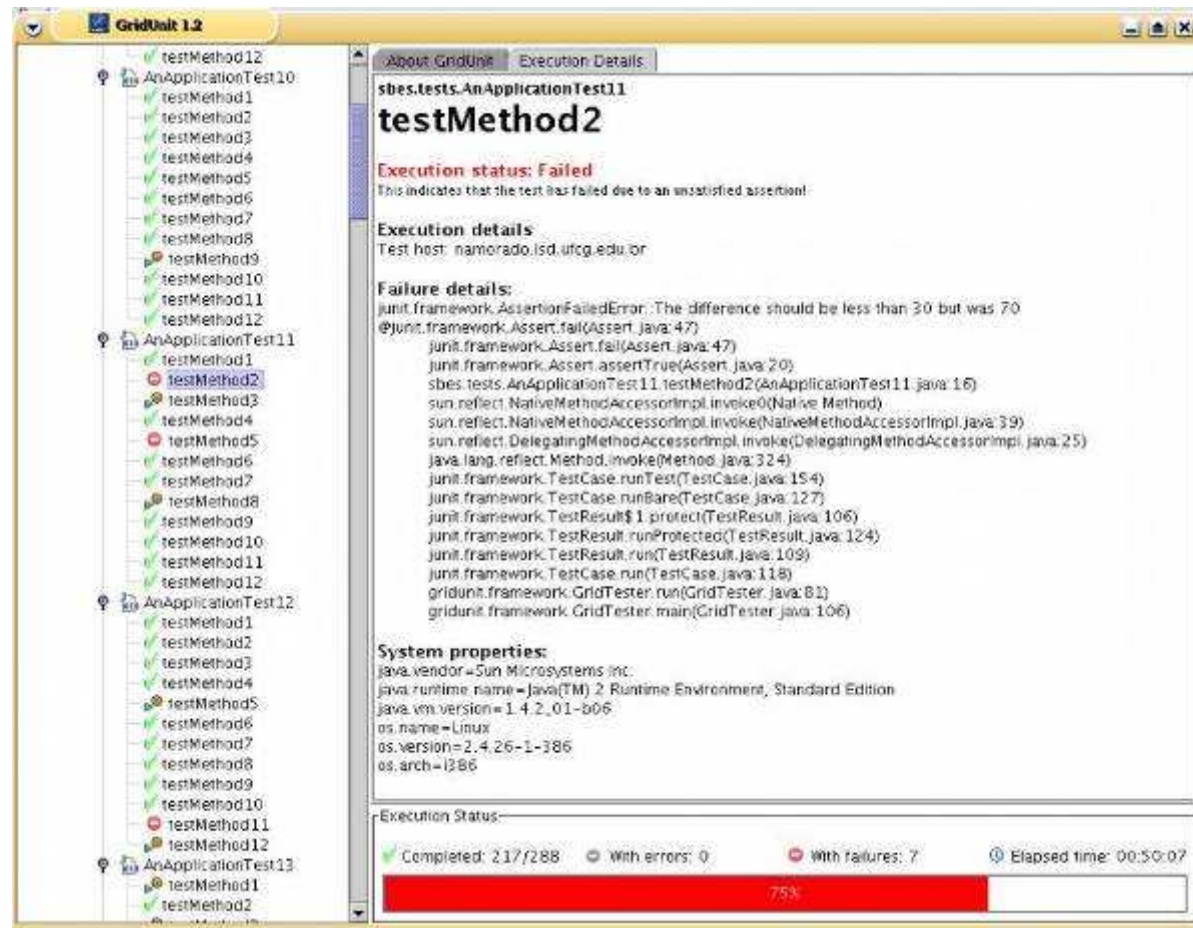 GridUnit 1.2
testMethod12
AnApplicationTest10
testMethod1
testMethod2
testMethod3
testMethod4
testMethod5
testMethod6
testMethod7
testMethod8
testMethod9
testMethod10
testMethod11
testMethod12
AnApplicationTest11
testMethod1
testMethod2
testMethod3
testMethod4
testMethod5
testMethod6
testMethod7
testMethod8
testMethod9
testMethod10
testMethod11
testMethod12
AnApplicationTest12
testMethod1
testMethod2
testMethod3
testMethod4
testMethod5
testMethod6
testMethod7
testMethod8
testMethod9
testMethod10
testMethod11
testMethod12
AnApplicationTest13
testMethod1
testMethod2
About GridUnit
Execution Details
sbes.tests.AnApplicationTest11
testMethod2
Execution status: Failed
This indicates that the test has failed due to an unsatisfied assertion!
Execution details
Test host: namorado.lsd.ufcg.edu.br
Failure details:
junit.framework.AssertionFailedError: The difference should be less than 30 but was 70
@junit.framework.Assert.fail(Assert.java:47)
junit.framework.Assert.fail(Assert.java:47)
junit.framework.Assert.assertTrue(Assert.java:20)
sbes.tests.AnApplicationTest11.testMethod2(AnApplicationTest11.java:16)
sun.reflect.NativeMethodAccessorImpl.invoke0(Native Method)
sun.reflect.NativeMethodAccessorImpl.invoke(NativeMethodAccessorImpl.java:39)
sun.reflect.DelegatingMethodAccessorImpl.invoke(DelegatingMethodAccessorImpl.java:25)
java.lang.reflect.Method.invoke(Method.java:324)
junit.framework.TestCase.runTest(TestCase.java:154)
junit.framework.TestCase.runBare(TestCase.java:127)
junit.framework.TestResult$1.protect(TestResult.java:106)
junit.framework.TestResult.runProtected(TestResult.java:124)
junit.framework.TestResult.run(TestResult.java:109)
junit.framework.TestCase.run(TestCase.java:118)
gridunit.framework.GridTester.run(GridTester.java:81)
gridunit.framework.GridTester.main(GridTester.java:106)
System properties:
java.vendor=Sun Microsystems Inc.
java.runtime.name=Java(TM) 2 Runtime Environment, Standard Edition
java.vm.version=1.4.2_01-b06
os.name=Linux
os.version=2.4.26-1-386
os.arch=i386
Execution Status
Completed: 217/288
With errors: 0
With failures: 7
Elapsed time: 00:50:07
75%